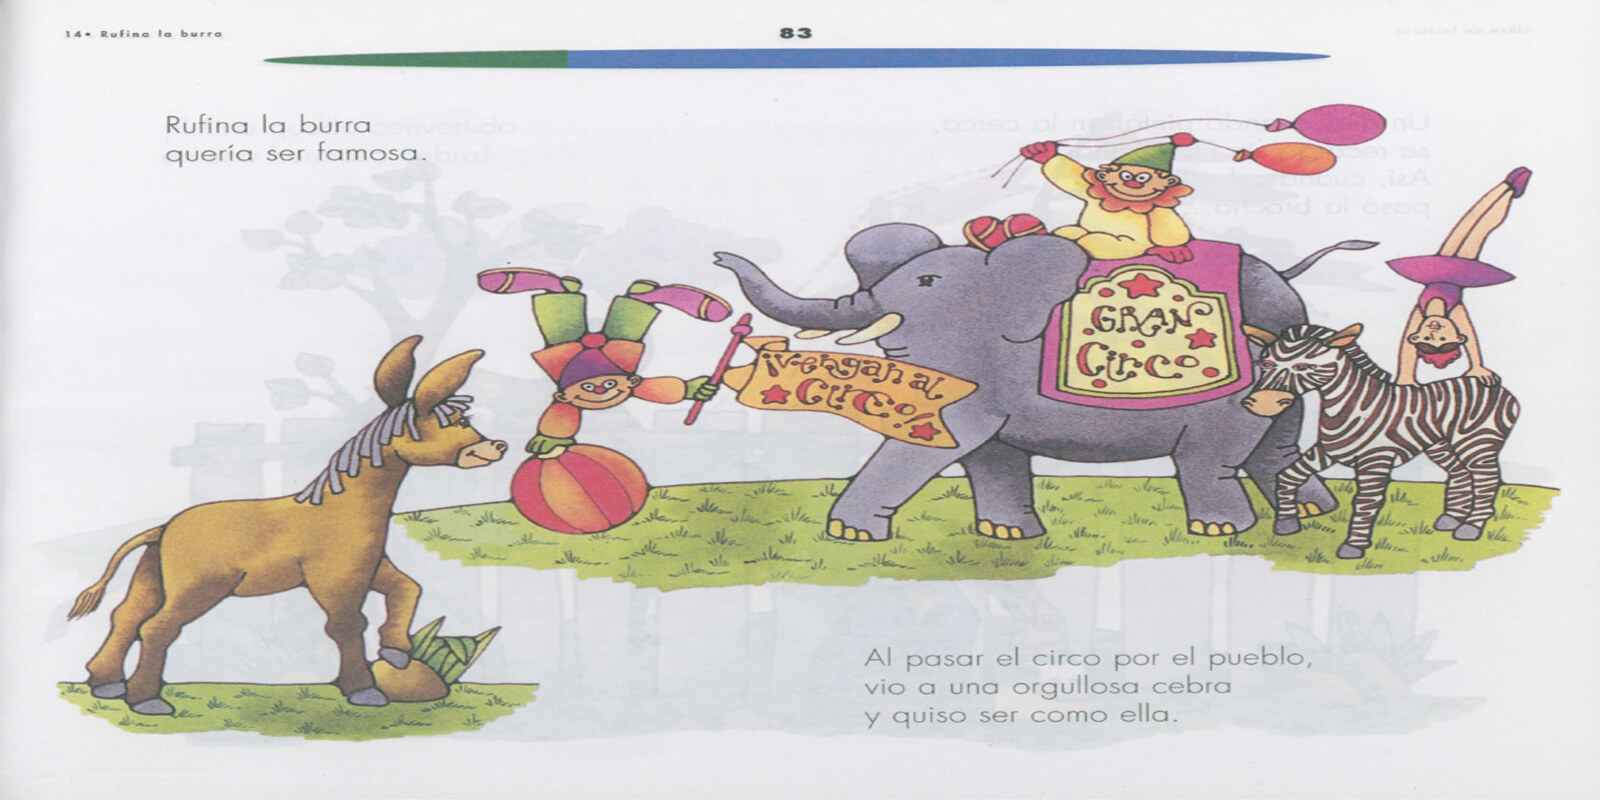 14• Rufina la burra
83
Rufina la burra
quería ser famosa.
¡Vengan al
circo!
GRAN
Circo
Al pasar el circo por el pueblo,
vio a una orgullosa cebra
y quiso ser como ella.